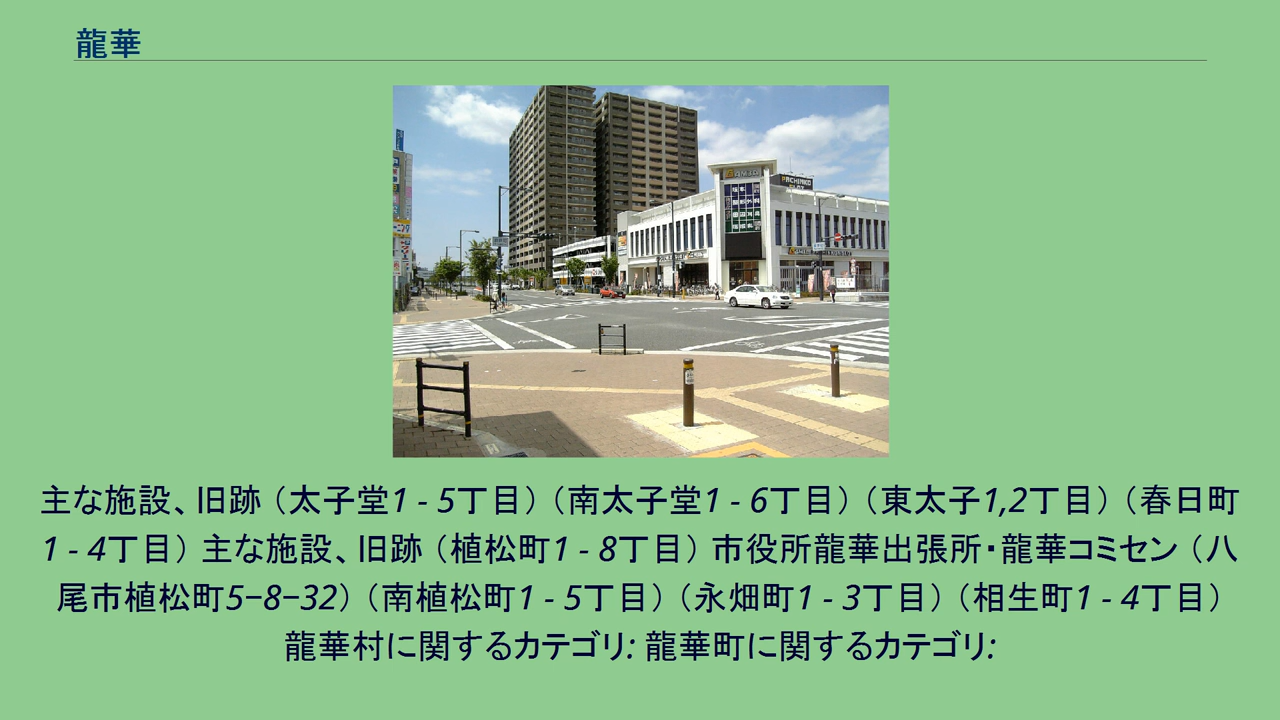 龍華
PACHINKO
主な施設、旧跡（太子堂1 - 5丁目）（南太子堂1 - 6丁目）（東太子1,2丁目）（春日町
1 - 4丁目） 主な施設、旧跡（植松町1 - 8丁目） 市役所龍華出張所・龍華コミセン（八
尾市植松町5−8−32）（南植松町1 - 5丁目）（永畑町1 - 3丁目）（相生町1 - 4丁目）
龍華村に関するカテゴリ: 龍華町に関するカテゴリ: